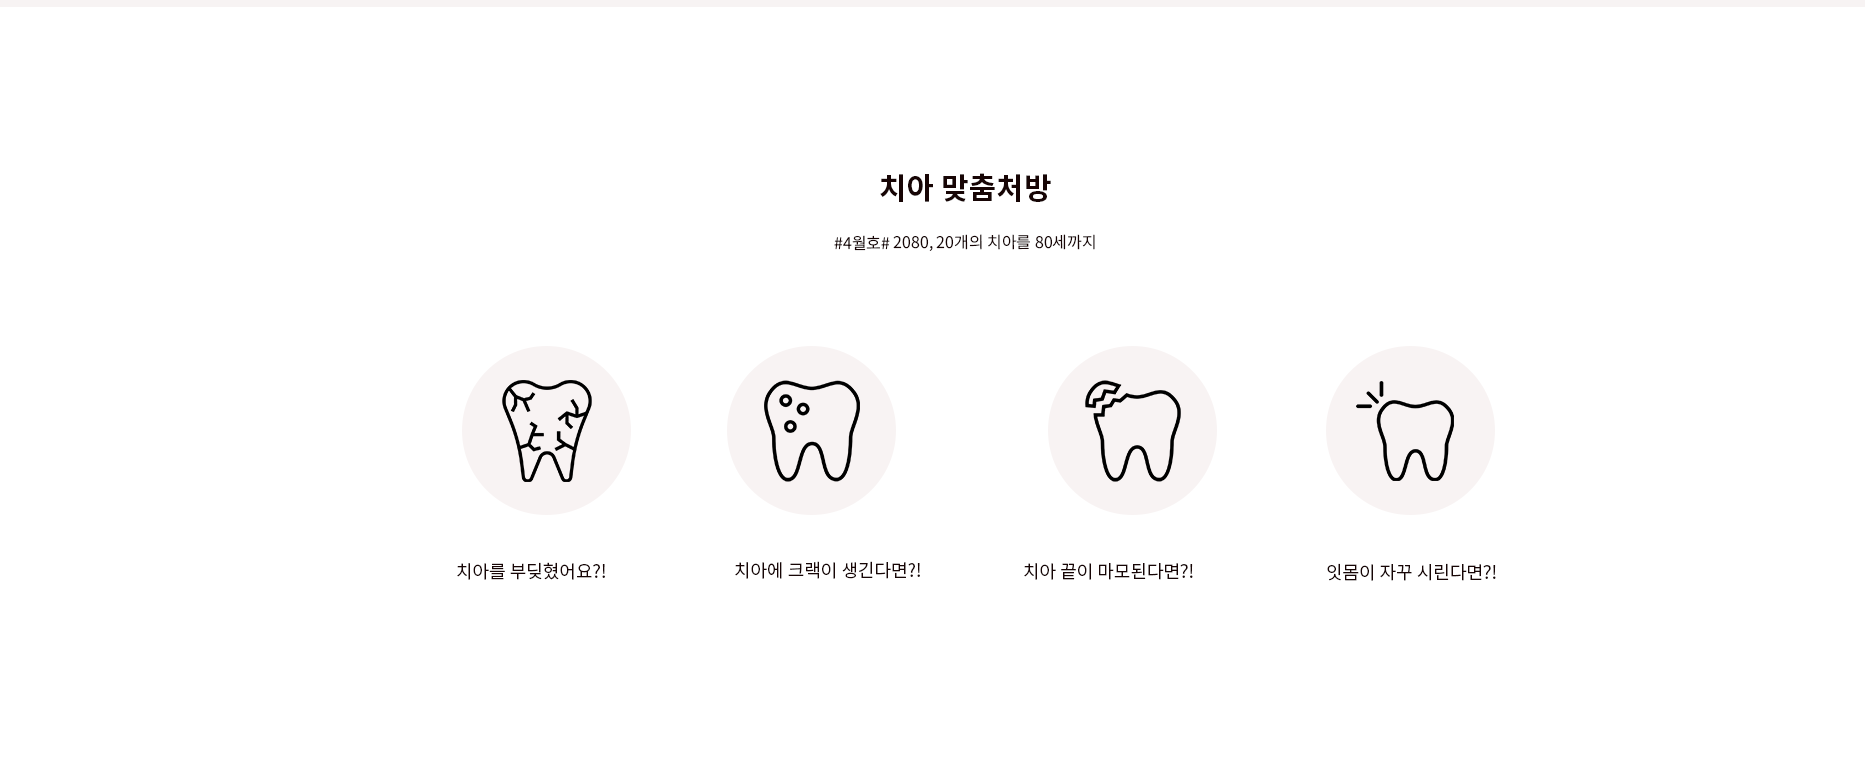 치아 맞춤처방
#4월호# 2080, 20개의 치아를 80세까지
치아를 부딪혔어요?!
치아에 크랙이 생긴다면?!
치아 끝이 마모된다면?!
잇몸이 자꾸 시린다면?!